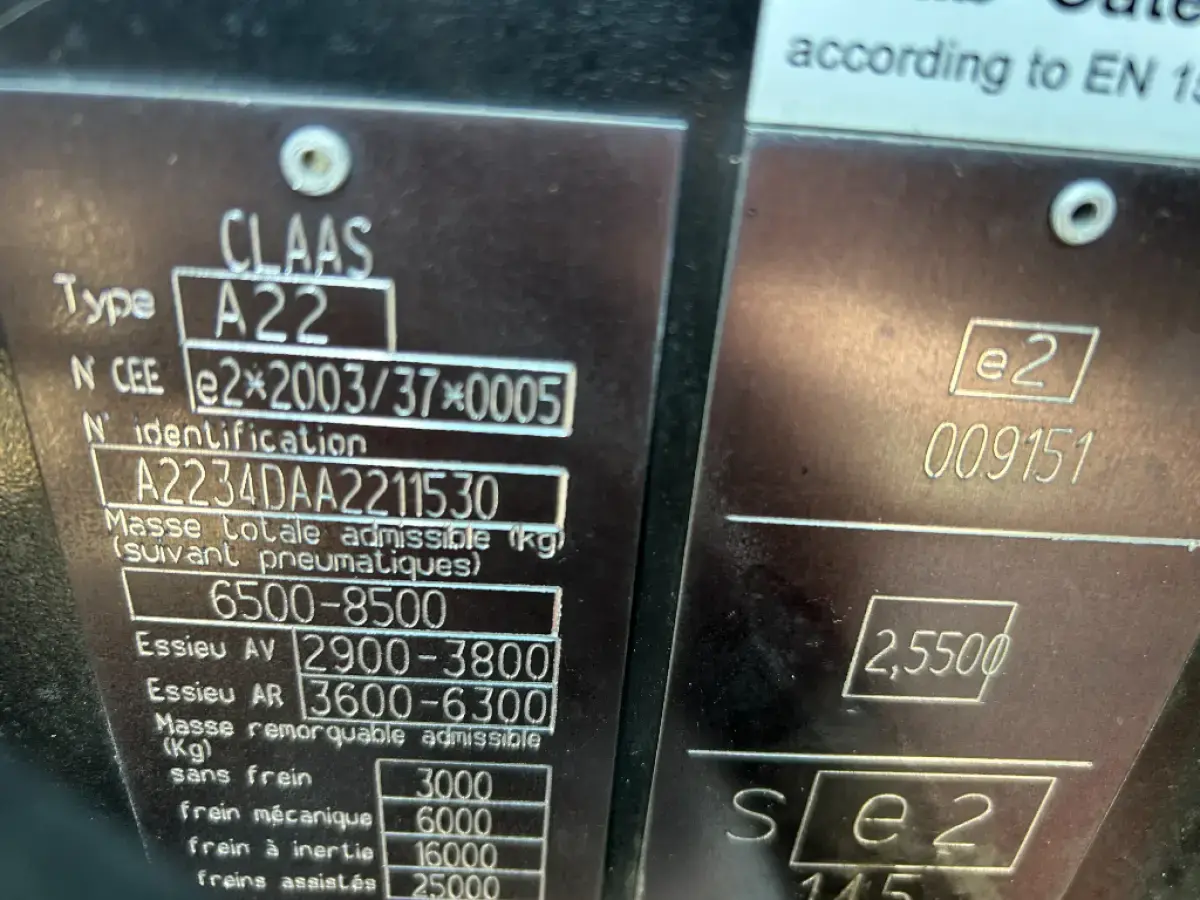 CLAAS
Type A22
N° CEE e2*2003/37*0005
N° identification
A2234DAA2211530
Masse totale admissible (kg)
(suivant pneumatiques)
6500-8500
Essieu AV 2900-3800
Essieu AR 3600-6300
Masse remorquable admissible
(Kg)
sans frein 3000
frein mécanique 6000
frein à inertie 16000
freins assistés 25000
according to EN
e2
009151
2,5500
S e2